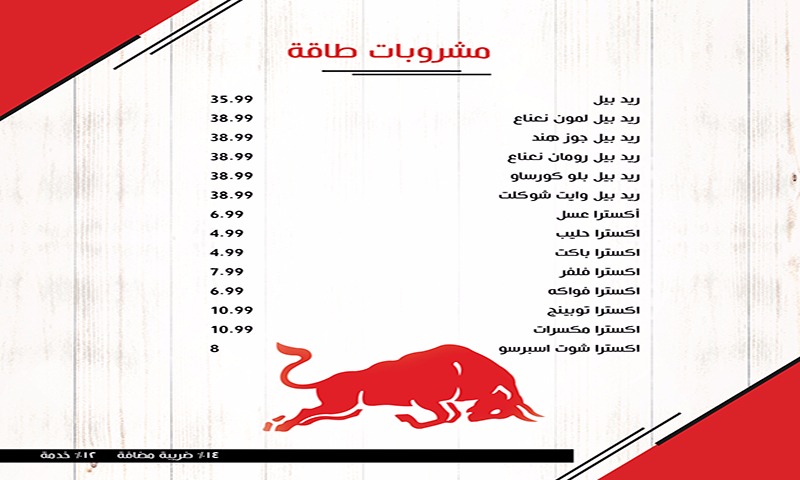 مشروبات طاقة
ريد بيل 35.99
ريد بيل لمون نعناع 38.99
ريد بيل جوز هند 38.99
ريد بيل رومان نعناع 38.99
ريد بيل بلو كورساو 38.99
ريد بيل وايت شوكلت 38.99
أكسترا عسل 6.99
اكسترا حليب 4.99
اكسترا باكت 4.99
اكسترا فلفر 7.99
اكسترا فواكه 6.99
اكسترا توبينج 10.99
اكسترا مكسرات 10.99
اكسترا شوت اسبرسو 8
١٤٪ ضريبة مضافة ١٢٪ خدمة